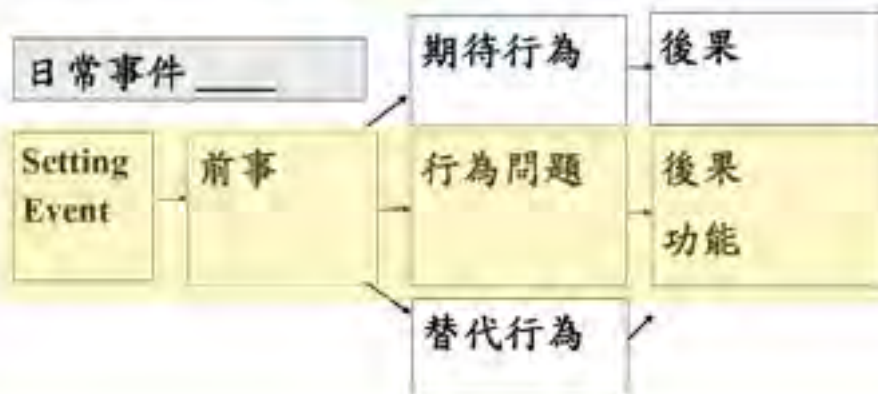 日常事件 ____
期待行為
後果
Setting
Event
前事
行為問題
後果
功能
替代行為